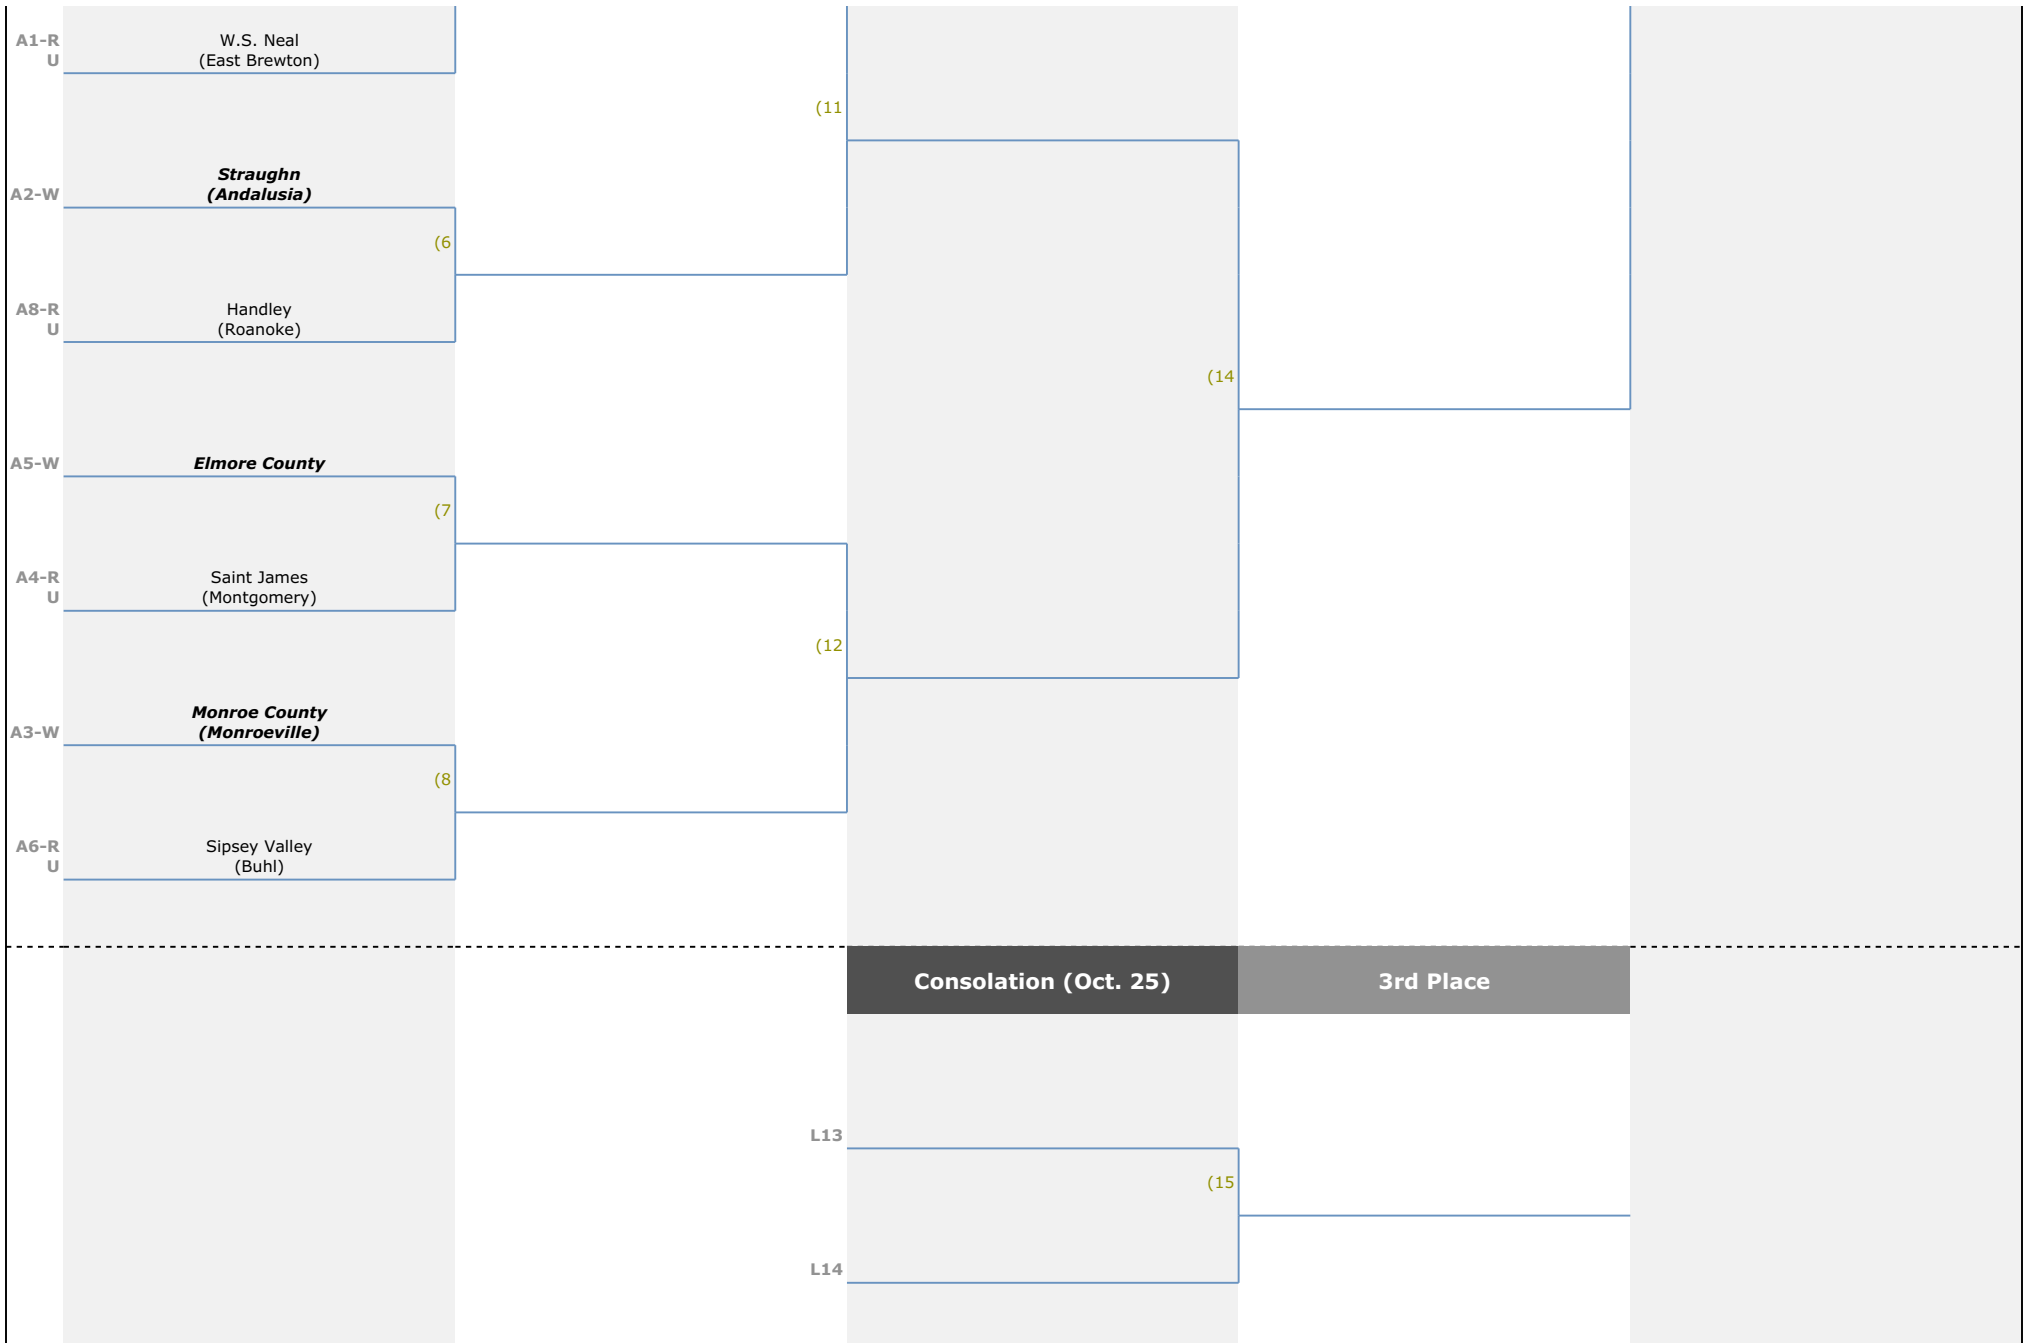 A1-R
U
W.S. Neal
(East Brewton)
(11
A2-W
Straughn
(Andalusia)
(6
A8-R
U
Handley
(Roanoke)
(14
A5-W
Elmore County
(7
A4-R
U
Saint James
(Montgomery)
(12
A3-W
Monroe County
(Monroeville)
(8
A6-R
U
Sipsey Valley
(Buhl)
Consolation (Oct. 25)
3rd Place
L13
(15
L14